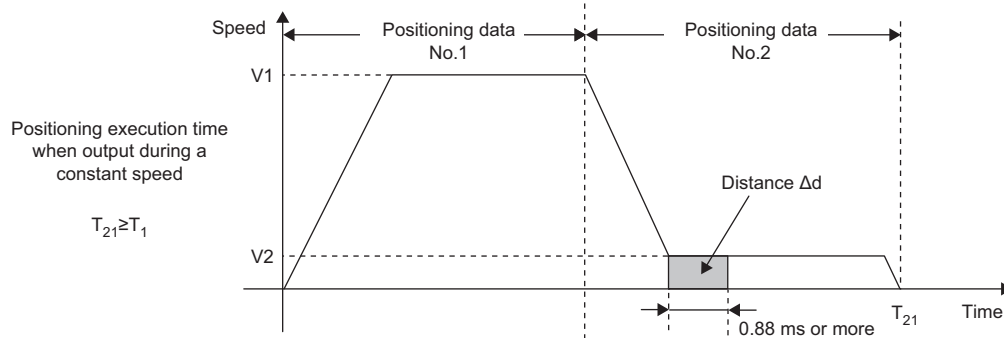 Speed
Positioning data
No.1
Positioning data
No.2
V1
Positioning execution time
when output during a
constant speed
T21≥T1
Distance Δd
V2
T21
Time
0.88 ms or more